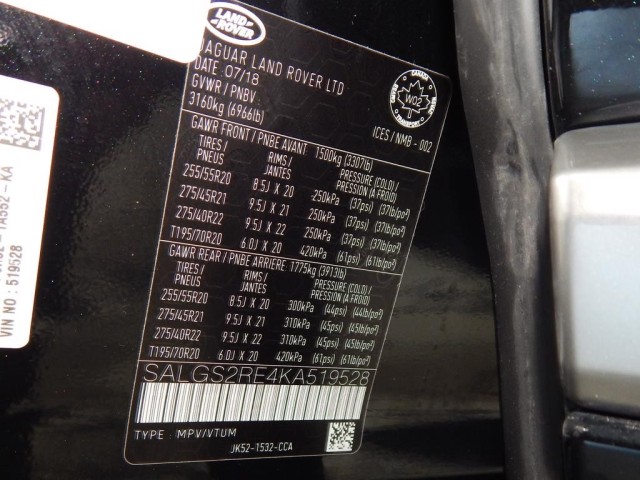 LAND ROVER
JAGUAR LAND ROVER LTD
DATE: 07/18
GVWR / PNBV
3160kg (6966lb)
CANADA
W02
TRANSPORT
ICES / NMB - 002
GAWR FRONT / PNBE AVANT 1500kg (3307lb)
TIRES / PNEUS RIMS / JANTES PRESSURE (COLD) / PRESSION (A FROID)
255/55R20 8.5J X 20 250kPa (37psi) (37lb/po²)
275/45R21 9.5J X 21 250kPa (37psi) (37lb/po²)
275/40R22 9.5J X 22 250kPa (37psi) (37lb/po²)
T195/70R20 6.0J X 20 420kPa (61psi) (61lb/po²)
GAWR REAR / PNBE ARRIERE 1775kg (3913lb)
TIRES / PNEUS RIMS / JANTES PRESSURE (COLD) / PRESSION (A FROID)
255/55R20 8.5J X 20 300kPa (44psi) (44lb/po²)
275/45R21 9.5J X 21 310kPa (45psi) (45lb/po²)
275/40R22 9.5J X 22 310kPa (45psi) (45lb/po²)
T195/70R20 6.0J X 20 420kPa (61psi) (61lb/po²)
SALGS2RE4KA519528
TYPE : MPV/VTUM
JK52-1532-CCA
VIN NO : 519528